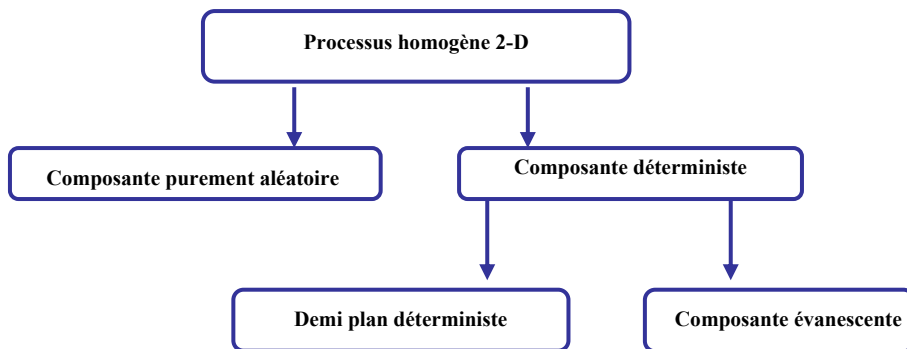 Processus homogène 2-D
Composante purement aléatoire
Composante déterministe
Demi plan déterministe
Composante évanescente